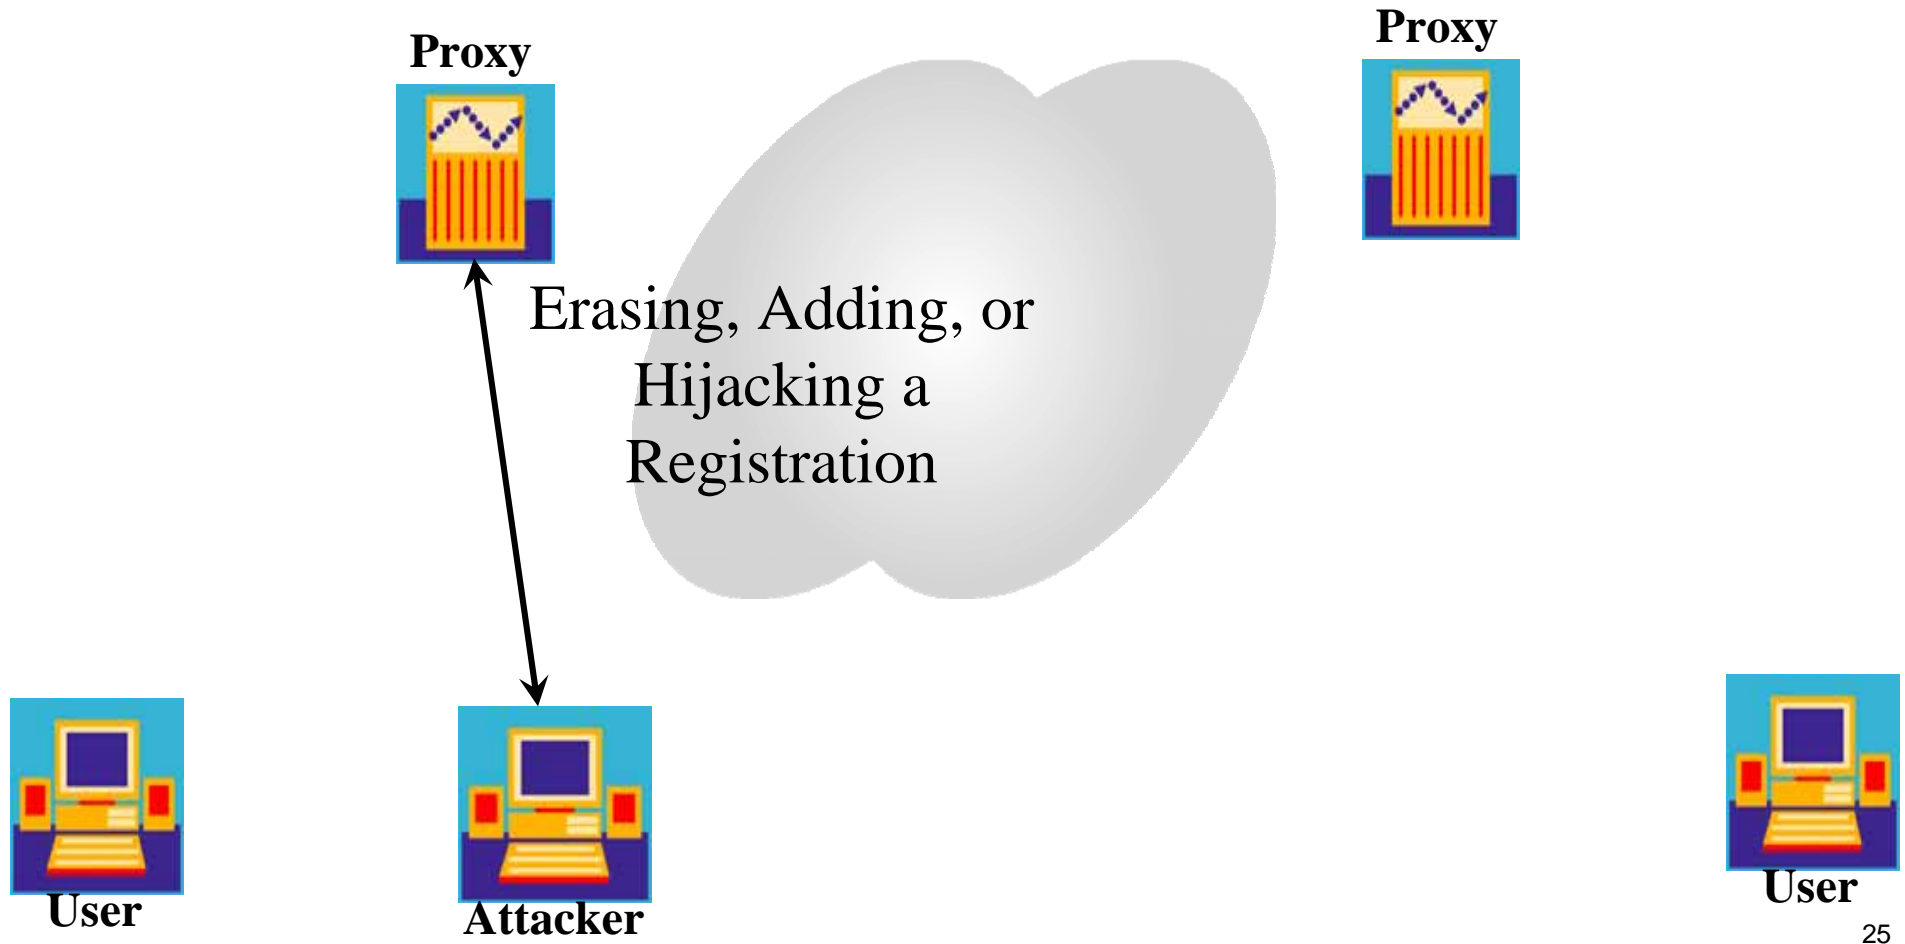 Proxy
Proxy
Erasing, Adding, or
Hijacking a
Registration
User
Attacker
User
25